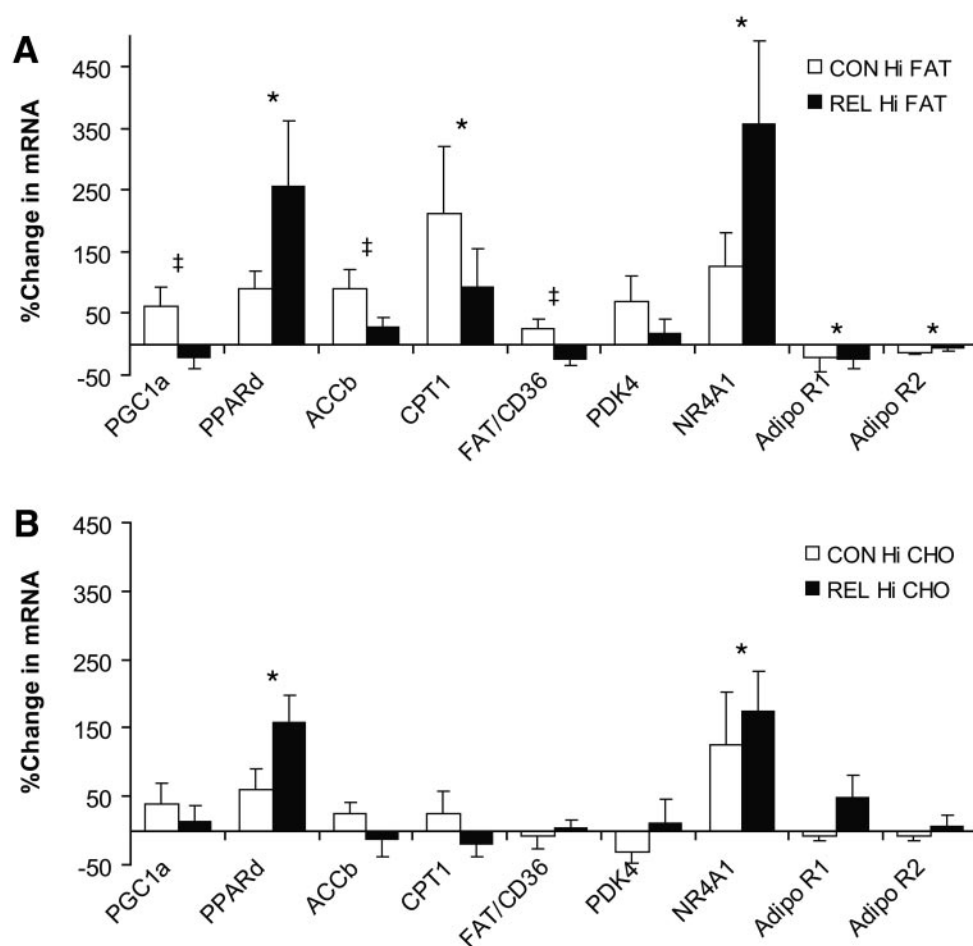 A
%Change in mRNA
450
350
250
150
50
-50
CON Hi FAT
REL Hi FAT
‡
*
‡
*
‡
*
*
*
PGC1a
PPARd
ACCb
CPT1
FAT/CD36
PDK4
NR4A1
Adipo R1
Adipo R2
B
%Change in mRNA
450
350
250
150
50
-50
CON Hi CHO
REL Hi CHO
*
*
PGC1a
PPARd
ACCb
CPT1
FAT/CD36
PDK4
NR4A1
Adipo R1
Adipo R2